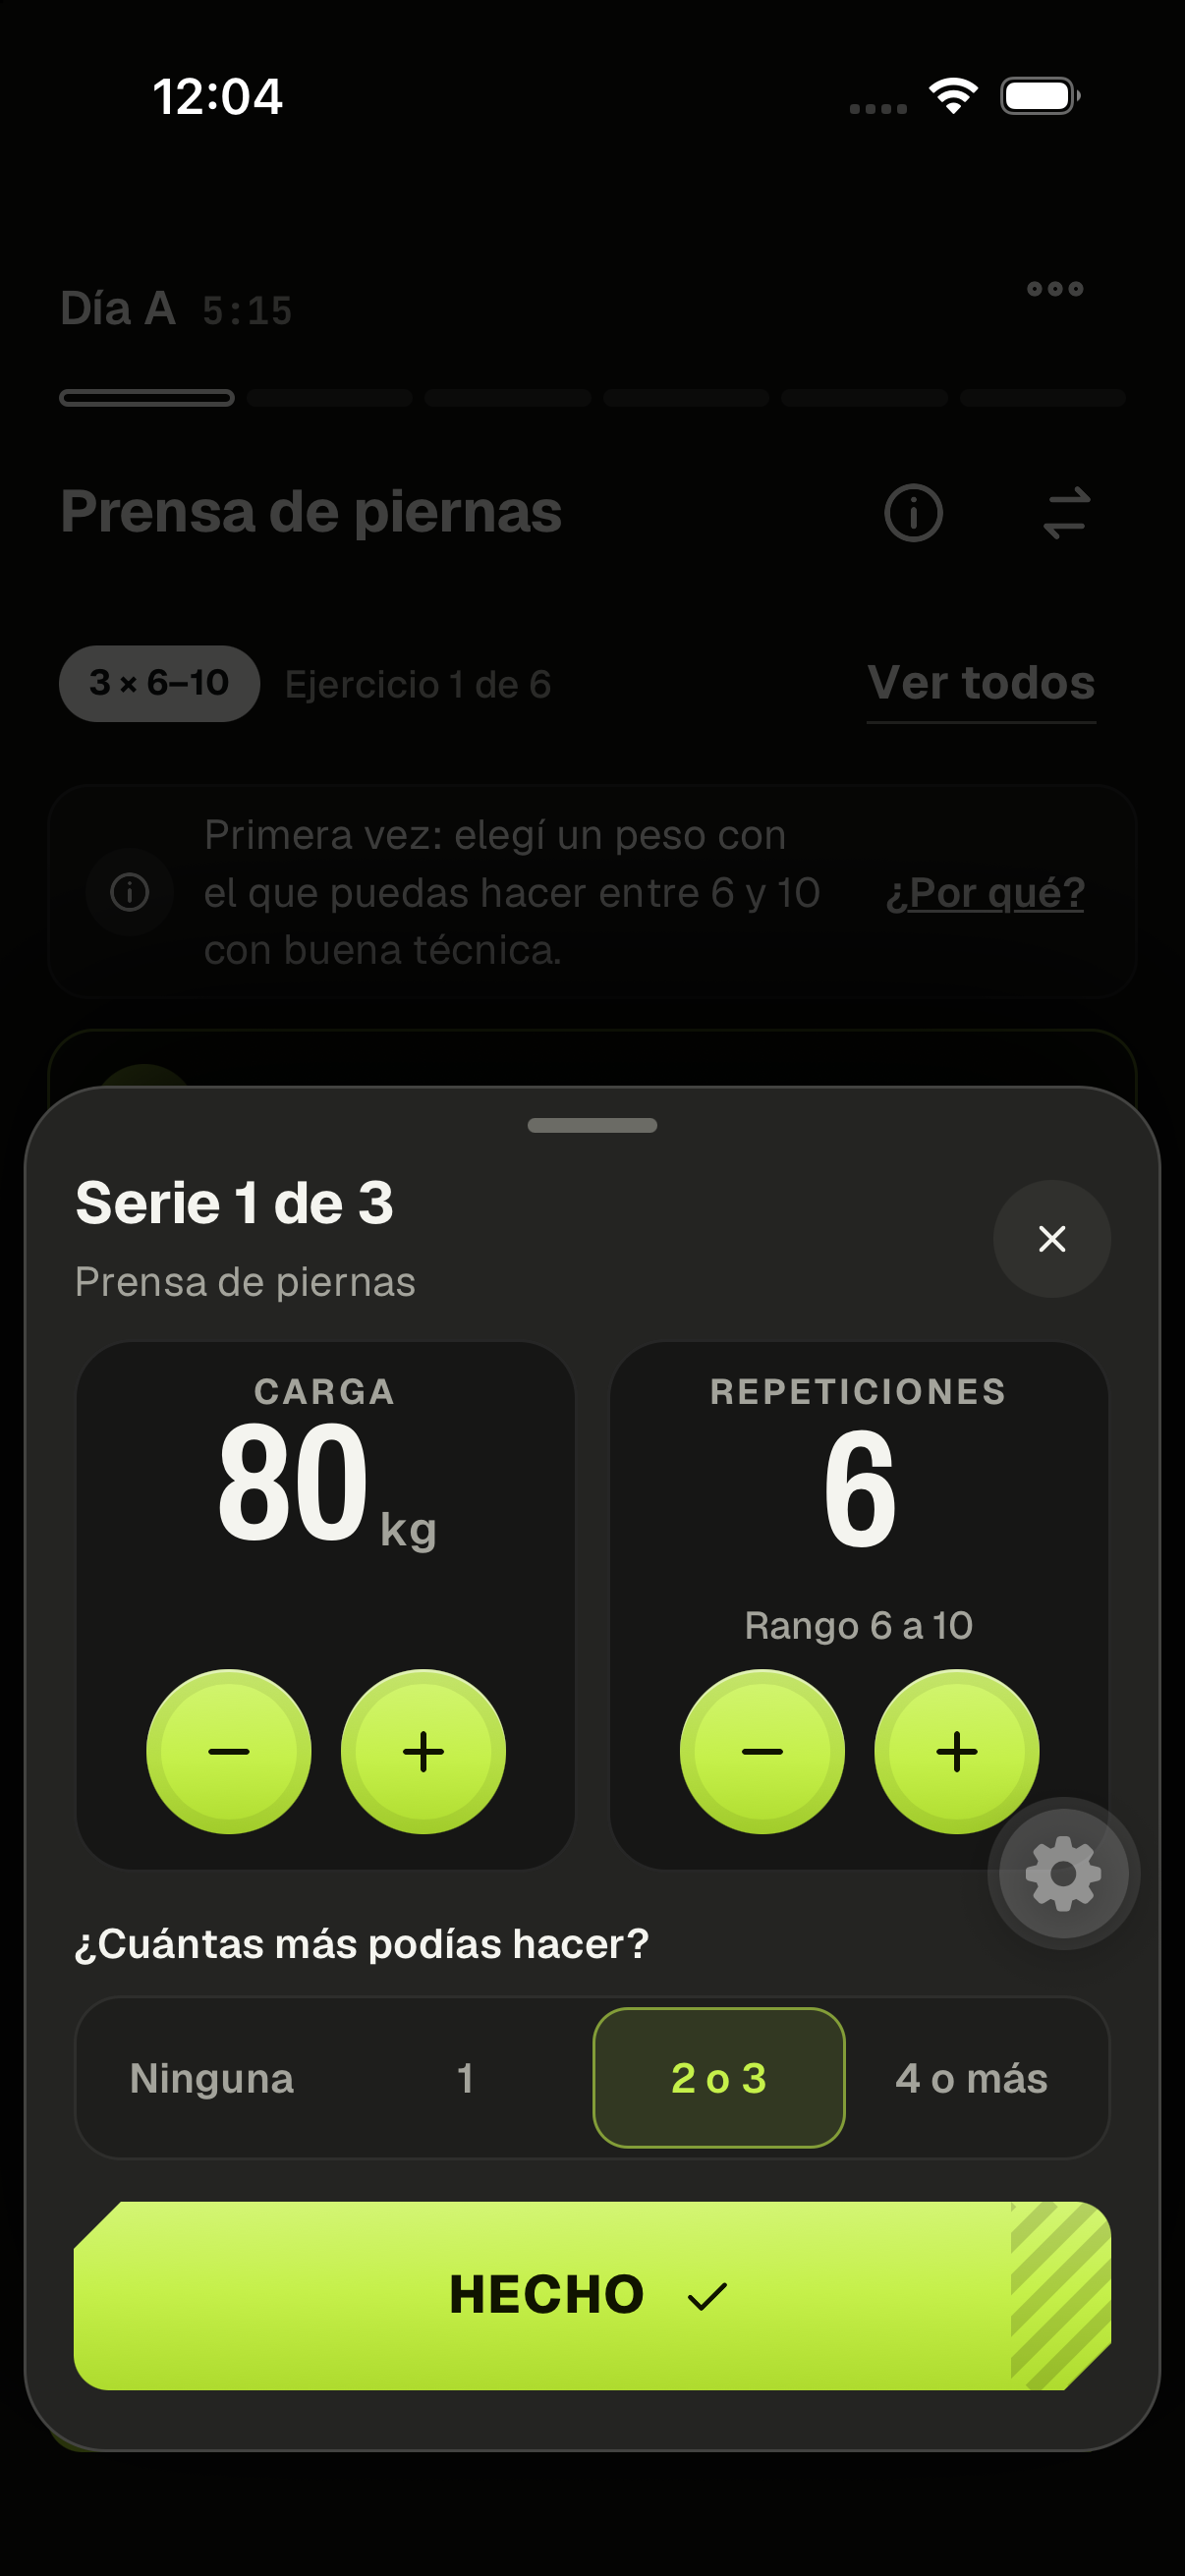 12:04
Día A 5:15
Prensa de piernas
3 × 6–10 Ejercicio 1 de 6 Ver todos
Primera vez: elegí un peso con
el que puedas hacer entre 6 y 10
con buena técnica.
¿Por qué?
Serie 1 de 3
Prensa de piernas
CARGA
80 kg
REPETICIONES
6
Rango 6 a 10
¿Cuántas más podías hacer?
Ninguna 1 2 o 3 4 o más
HECHO